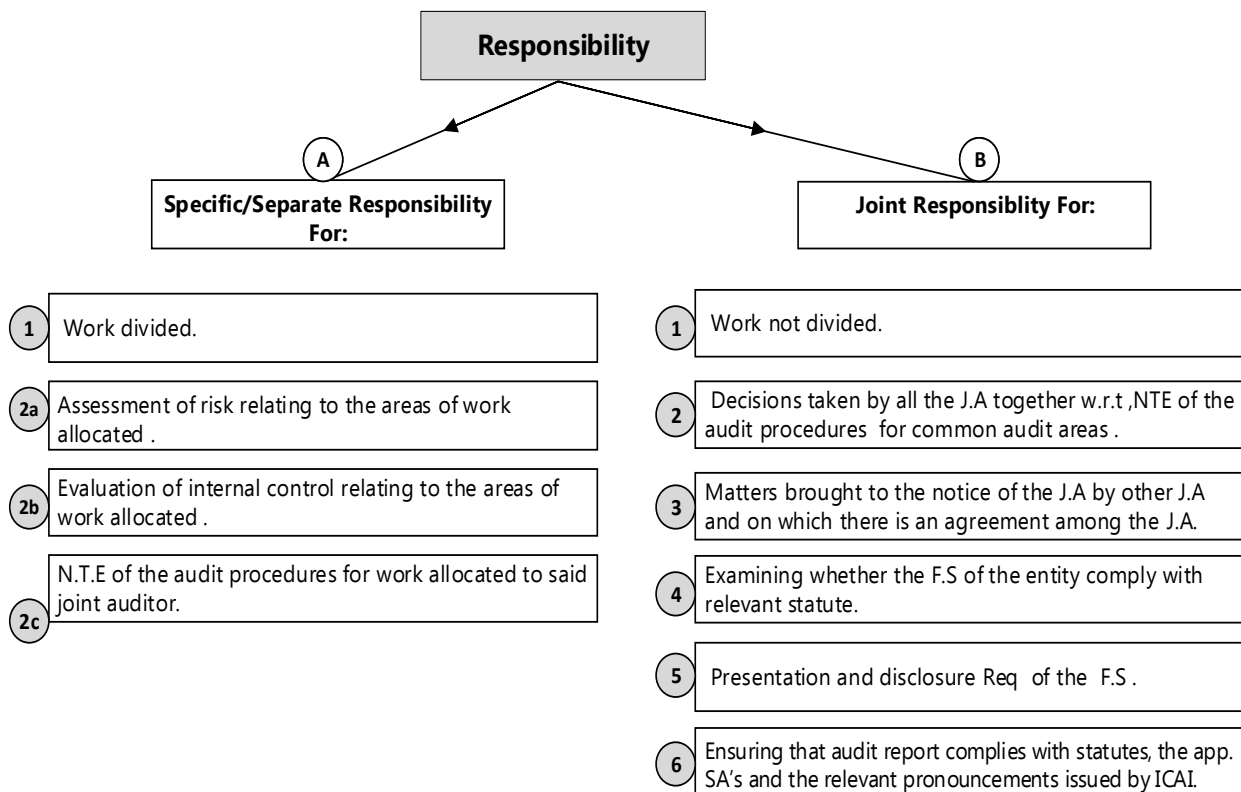 Responsibility
A
Specific/Separate Responsibility
For:
1
Work divided.
2a
Assessment of risk relating to the areas of work
allocated .
2b
Evaluation of internal control relating to the areas of
work allocated .
2c
N.T.E of the audit procedures for work allocated to said
joint auditor.
B
Joint Responsiblity For:
1
Work not divided.
2
Decisions taken by all the J.A together w.r.t ,NTE of the
audit procedures for common audit areas .
3
Matters brought to the notice of the J.A by other J.A
and on which there is an agreement among the J.A.
4
Examining whether the F.S of the entity comply with
relevant statute.
5
Presentation and disclosure Req of the F.S .
6
Ensuring that audit report complies with statutes, the app.
SA's and the relevant pronouncements issued by ICAI.